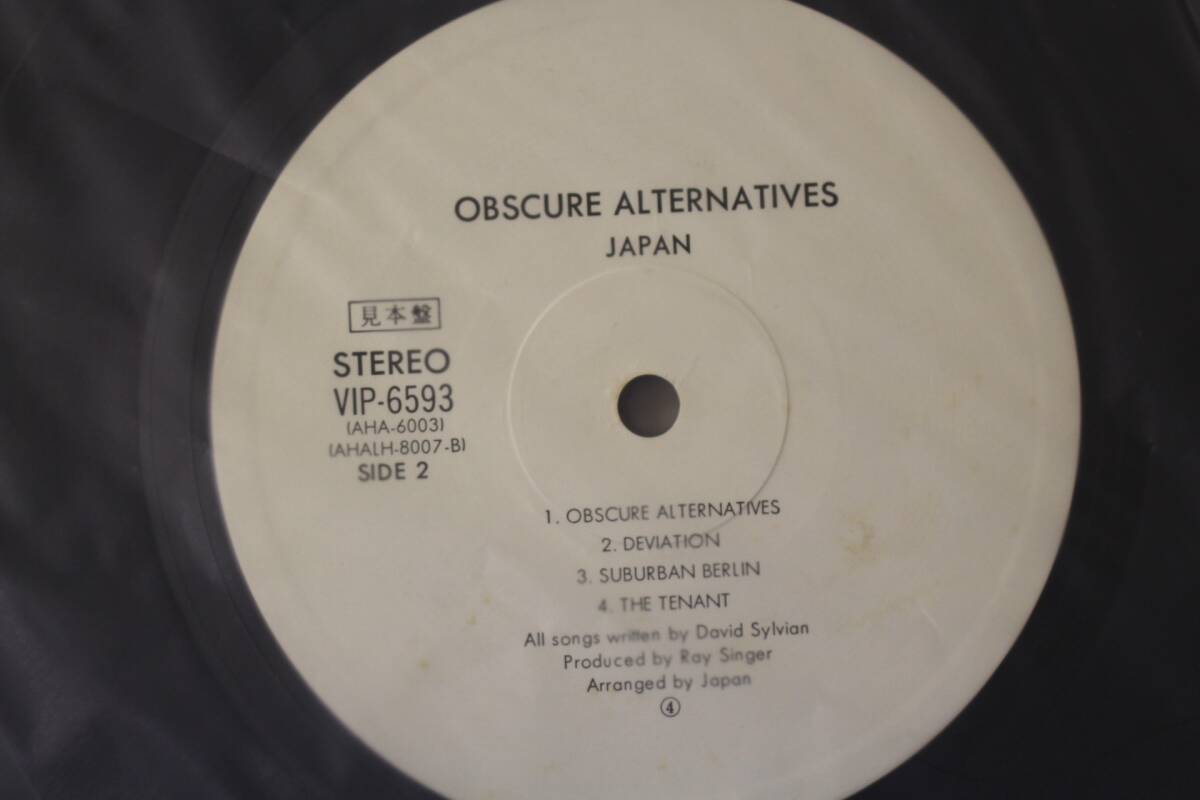 OBSCURE ALTERNATIVES
JAPAN
見本盤
STEREO
VIP-6593
(AHA-6003)
(AHALH-8007-B)
SIDE 2
1. OBSCURE ALTERNATIVES
2. DEVIATION
3. SUBURBAN BERLIN
4. THE TENANT
All songs written by David Sylvian
Produced by Ray Singer
Arranged by Japan
④